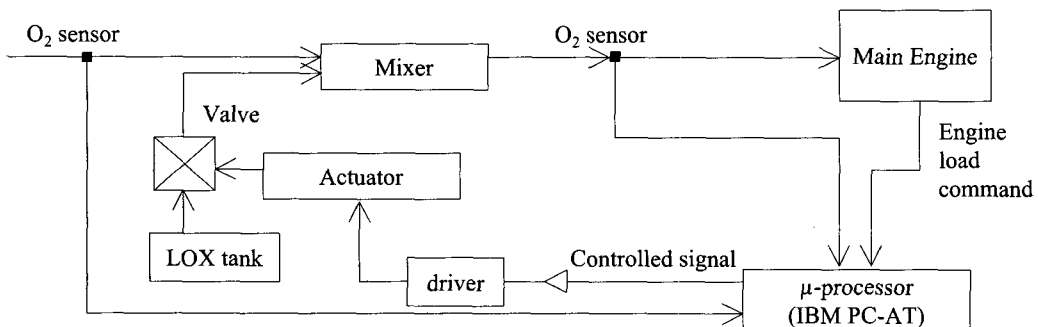 O₂ sensor
O₂ sensor
Mixer
Main Engine
Valve
Engine
load
command
Actuator
LOX tank
driver
Controlled signal
μ-processor
(IBM PC-AT)